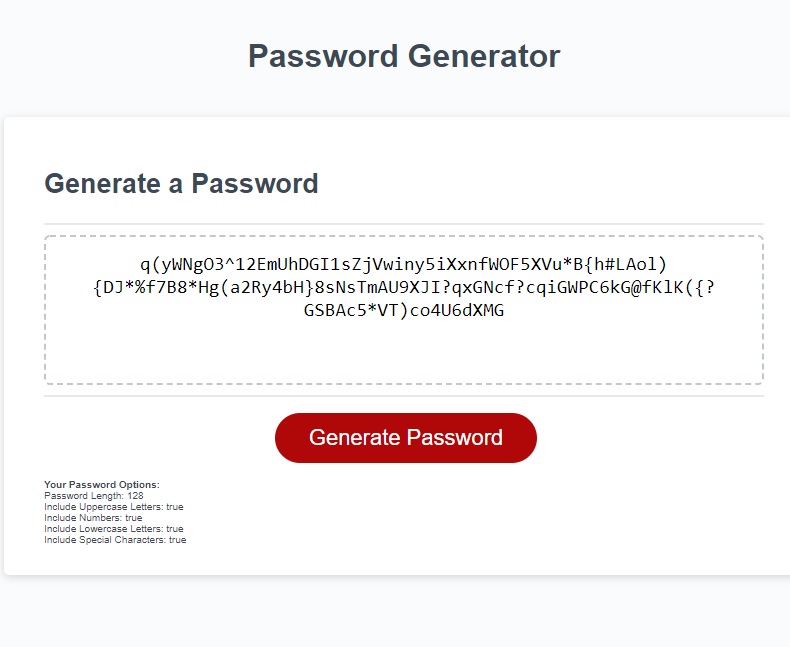 Password Generator
Generate a Password
q(yWNgO3^12EmUhDGI1sZjVwiny5iXxnfWOF5XVu*B{h#LAol)
{DJ*%f7B8*Hg(a2Ry4bH}8sNsTmAU9XJI?qxGNcf?cqiGWPC6kG@fKlK({?
GSBAc5*VT)co4U6dXMG
Generate Password
Your Password Options:
Password Length: 128
Include Uppercase Letters: true
Include Numbers: true
Include Lowercase Letters: true
Include Special Characters: true